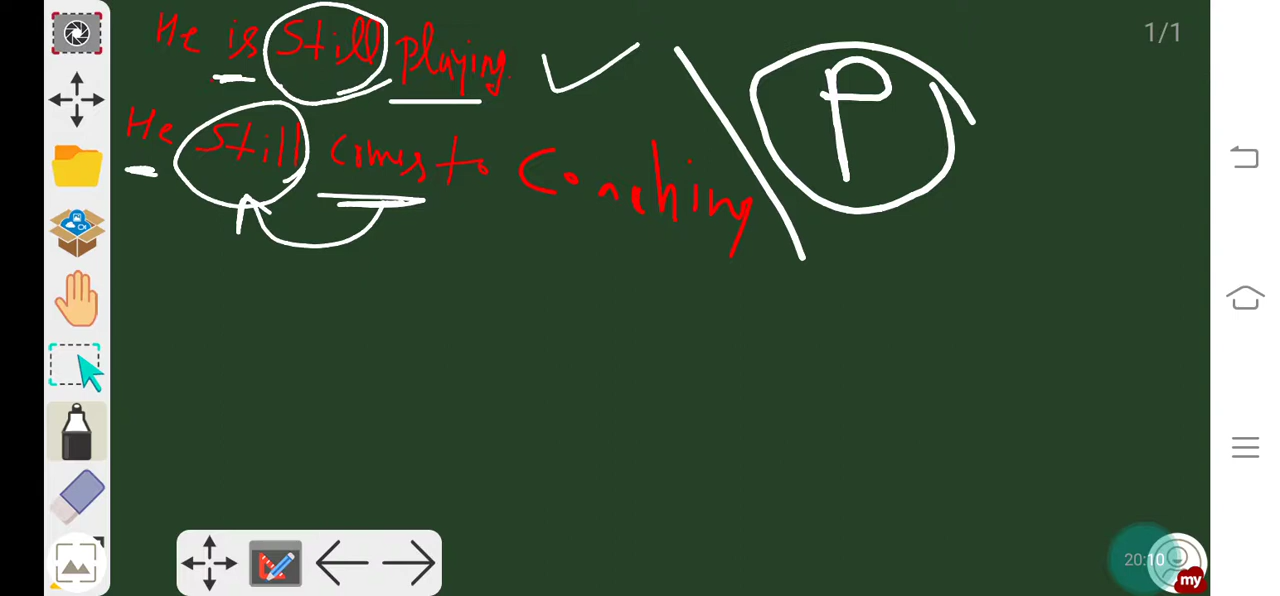 He is Still playing.
He Still comes to Coaching
P
1/1
20:10
my